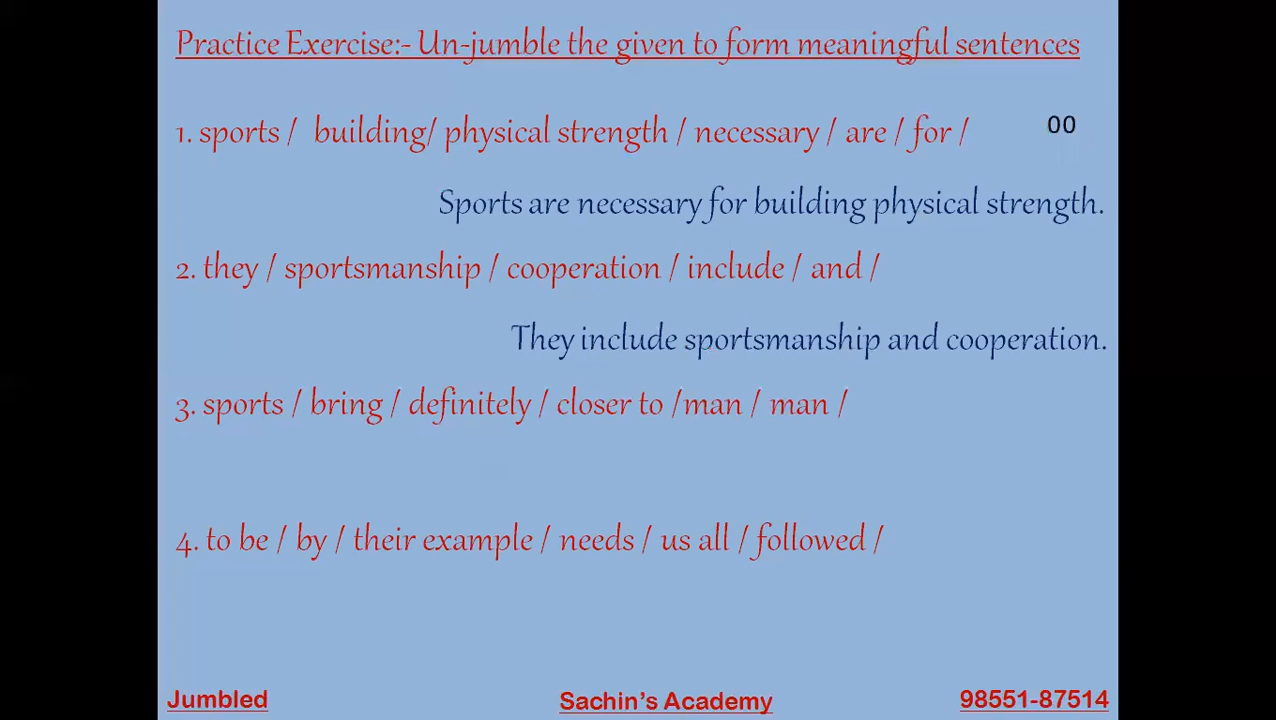 Practice Exercise:- Un-jumble the given to form meaningful sentences
1. sports /  building/ physical strength / necessary / are / for /
00
Sports are necessary for building physical strength.
2. they / sportsmanship / cooperation / include / and /
They include sportsmanship and cooperation.
3. sports / bring / definitely / closer to /man / man /
4. to be / by / their example / needs / us all / followed /
Jumbled
Sachin's Academy
98551-87514